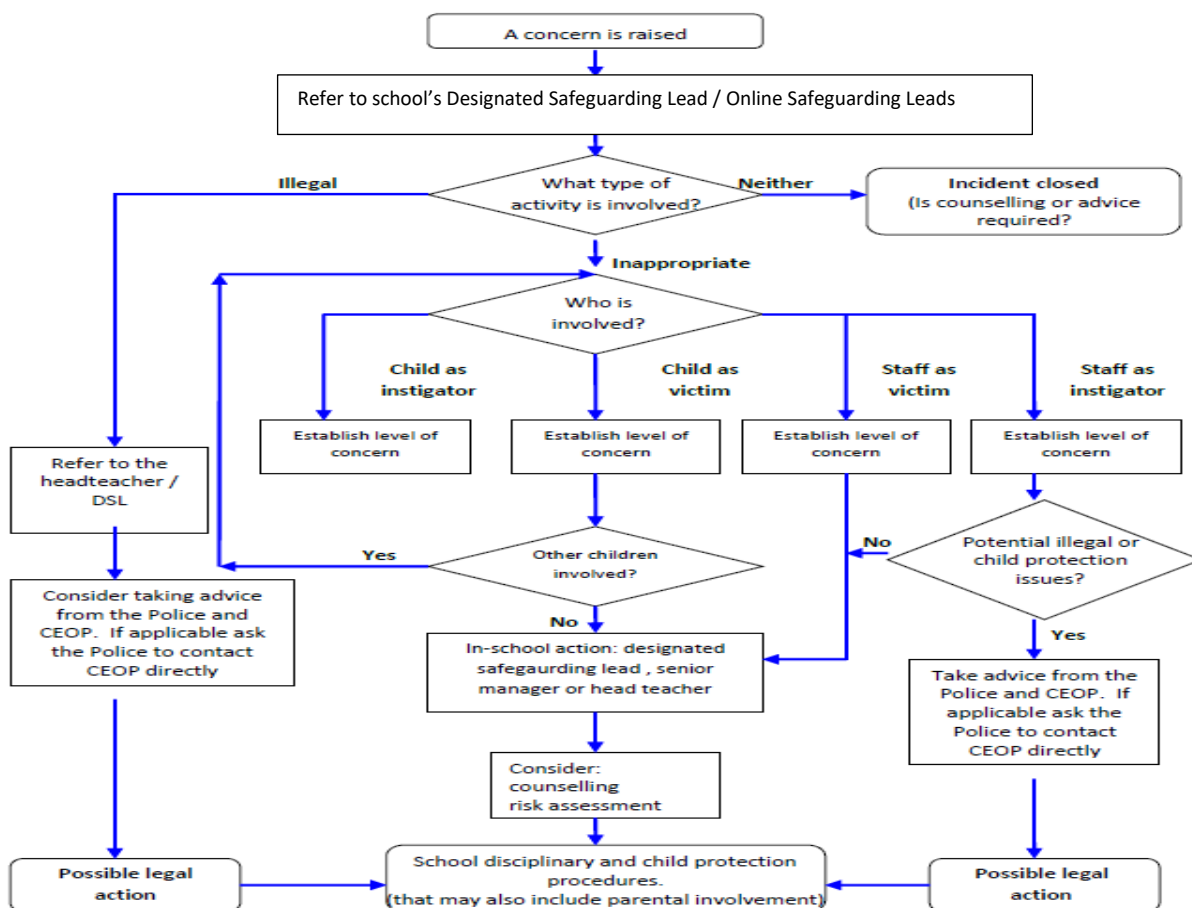 A concern is raised
Refer to school's Designated Safeguarding Lead / Online Safeguarding Leads
Illegal
What type of
activity is involved?
Neither
Incident closed
(Is counselling or advice
required?
Inappropriate
Who is
involved?
Child as
instigator
Child as
victim
Staff as
victim
Staff as
instigator
Establish level of
concern
Establish level of
concern
Establish level of
concern
Establish level of
concern
Refer to the
headteacher /
DSL
Yes
Other children
involved?
No
Potential illegal or
child protection
issues?
Consider taking advice
from the Police and
CEOP. If applicable ask
the Police to contact
CEOP directly
No
In-school action: designated
safegaurding lead , senior
manager or head teacher
Yes
Take advice from the
Police and CEOP. If
applicable ask the
Police to contact
CEOP directly
Consider:
counselling
risk assessment
Possible legal
action
School disciplinary and child protection
procedures.
(that may also include parental involvement)
Possible legal
action